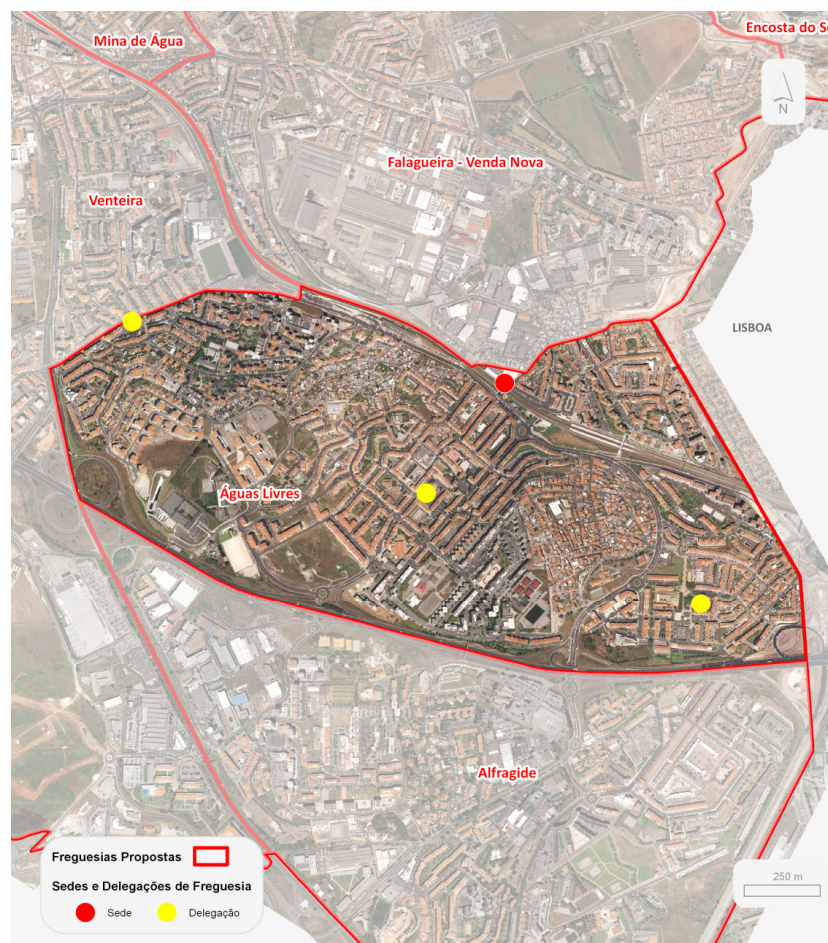 Mina de Água
Encosta do S
N
Falagueira - Venda Nova
Venteira
LISBOA
Águas Livres
Alfragide
Freguesias Propostas
Sedes e Delegações de Freguesia
Sede
Delegação
250 m